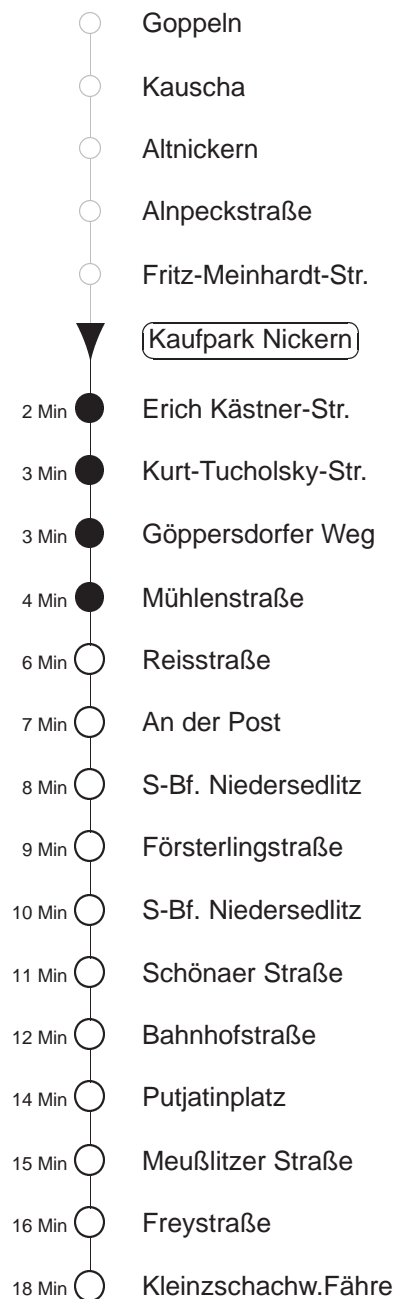 Goppeln
Kauscha
Altnickern
Alnpeckstraße
Fritz-Meinhardt-Str.
Kaufpark Nickern
2 Min Erich Kästner-Str.
3 Min Kurt-Tucholsky-Str.
3 Min Göppersdorfer Weg
4 Min Mühlenstraße
6 Min Reisstraße
7 Min An der Post
8 Min S-Bf. Niedersedlitz
9 Min Försterlingstraße
10 Min S-Bf. Niedersedlitz
11 Min Schönaer Straße
12 Min Bahnhofstraße
14 Min Putjatinplatz
15 Min Meußlitzer Straße
16 Min Freystraße
18 Min Kleinzschachw.Fähre